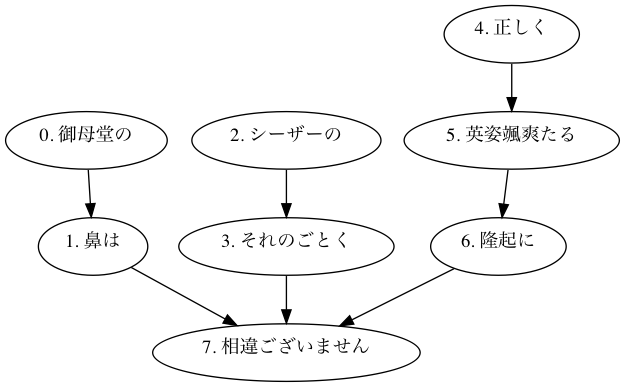 4. 正しく
0. 御母堂の
2. シーザーの
5. 英姿颯爽たる
1. 鼻は
3. それのごとく
6. 隆起に
7. 相違ございません